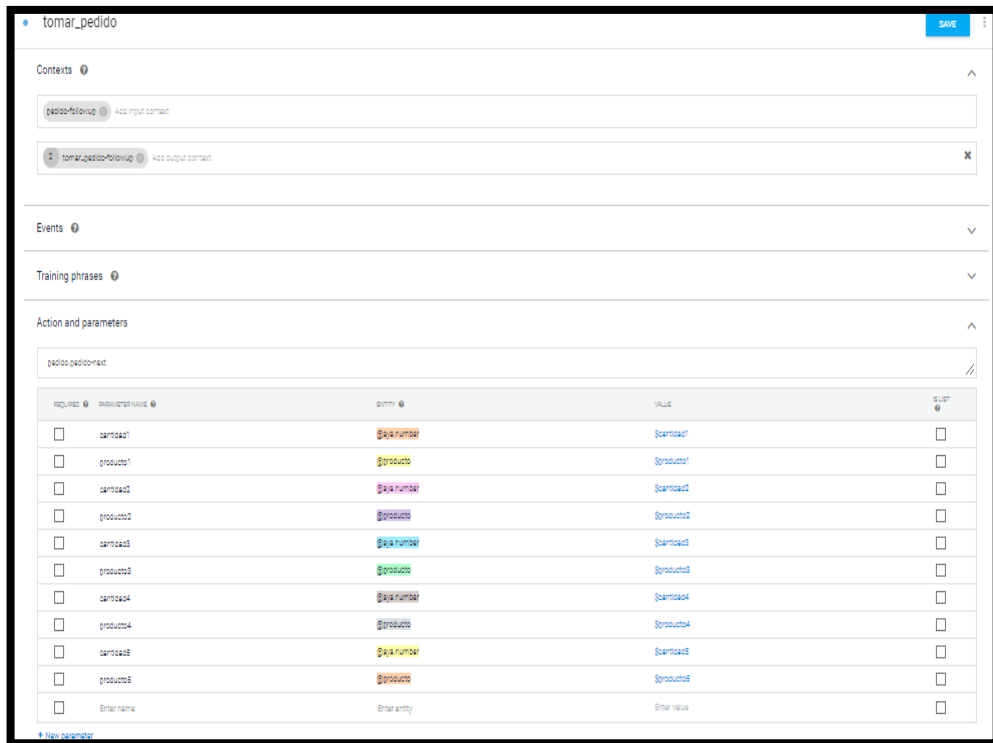 tomar_pedido
SAVE
Contexts
pedido-followup Add input context
2 tomar_pedido-followup Add output context
Events
Training phrases
Action and parameters
pedido.pedido-next
REQUIRED PARAMETER NAME ENTITY VALUE IS LIST
cantidad1 @sys.number $cantidad1
producto1 @producto $producto1
cantidad2 @sys.number $cantidad2
producto2 @producto $producto2
cantidad3 @sys.number $cantidad3
producto3 @producto $producto3
cantidad4 @sys.number $cantidad4
producto4 @producto $producto4
cantidad5 @sys.number $cantidad5
producto5 @producto $producto5
Enter name Enter entity Enter value
+ New parameter